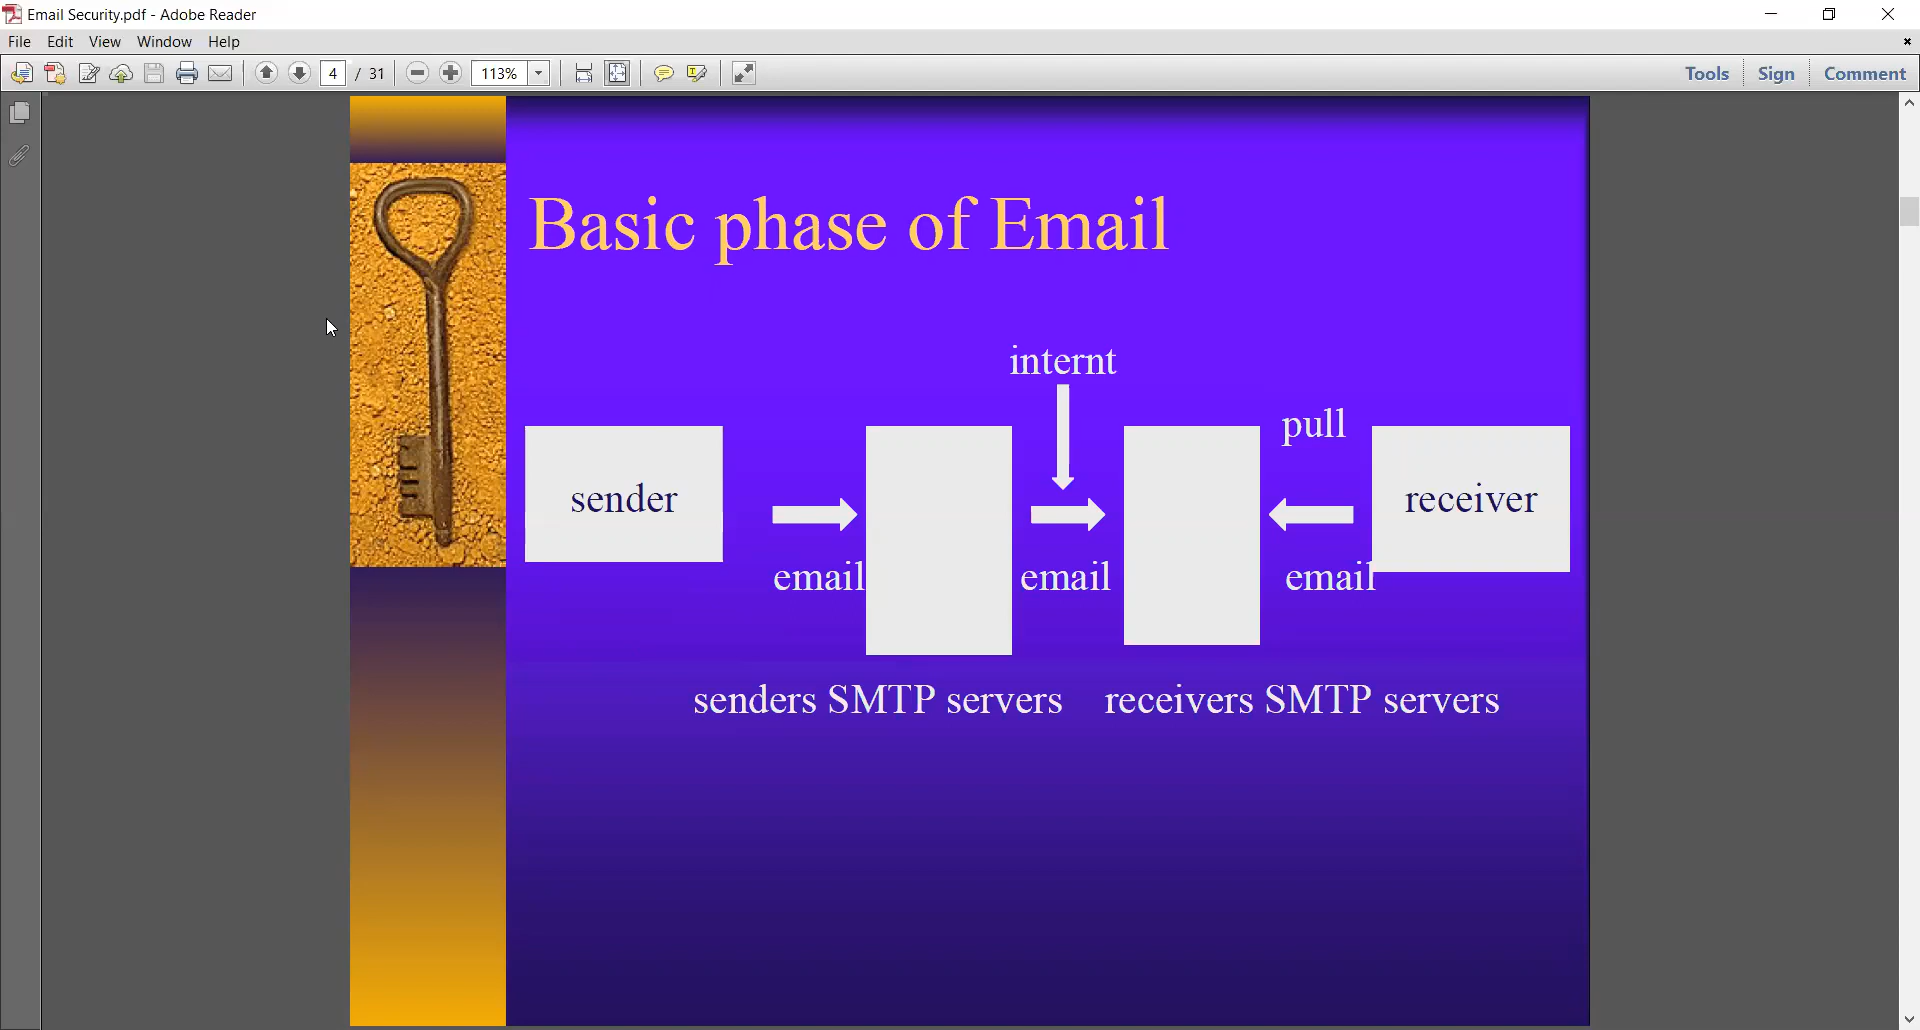 Email Security.pdf - Adobe Reader
File Edit View Window Help
4 / 31 113% Tools Sign Comment
Basic phase of Email
internt
pull
sender receiver
email email email
senders SMTP servers receivers SMTP servers